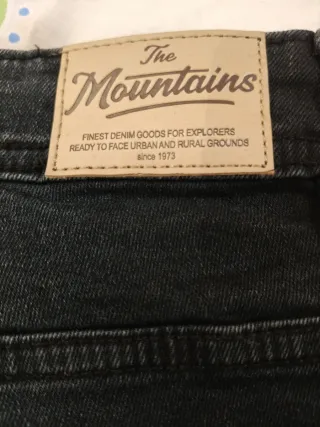 The
Mountains
FINEST DENIM GOODS FOR EXPLORERS
READY TO FACE URBAN AND RURAL GROUNDS
since 1973